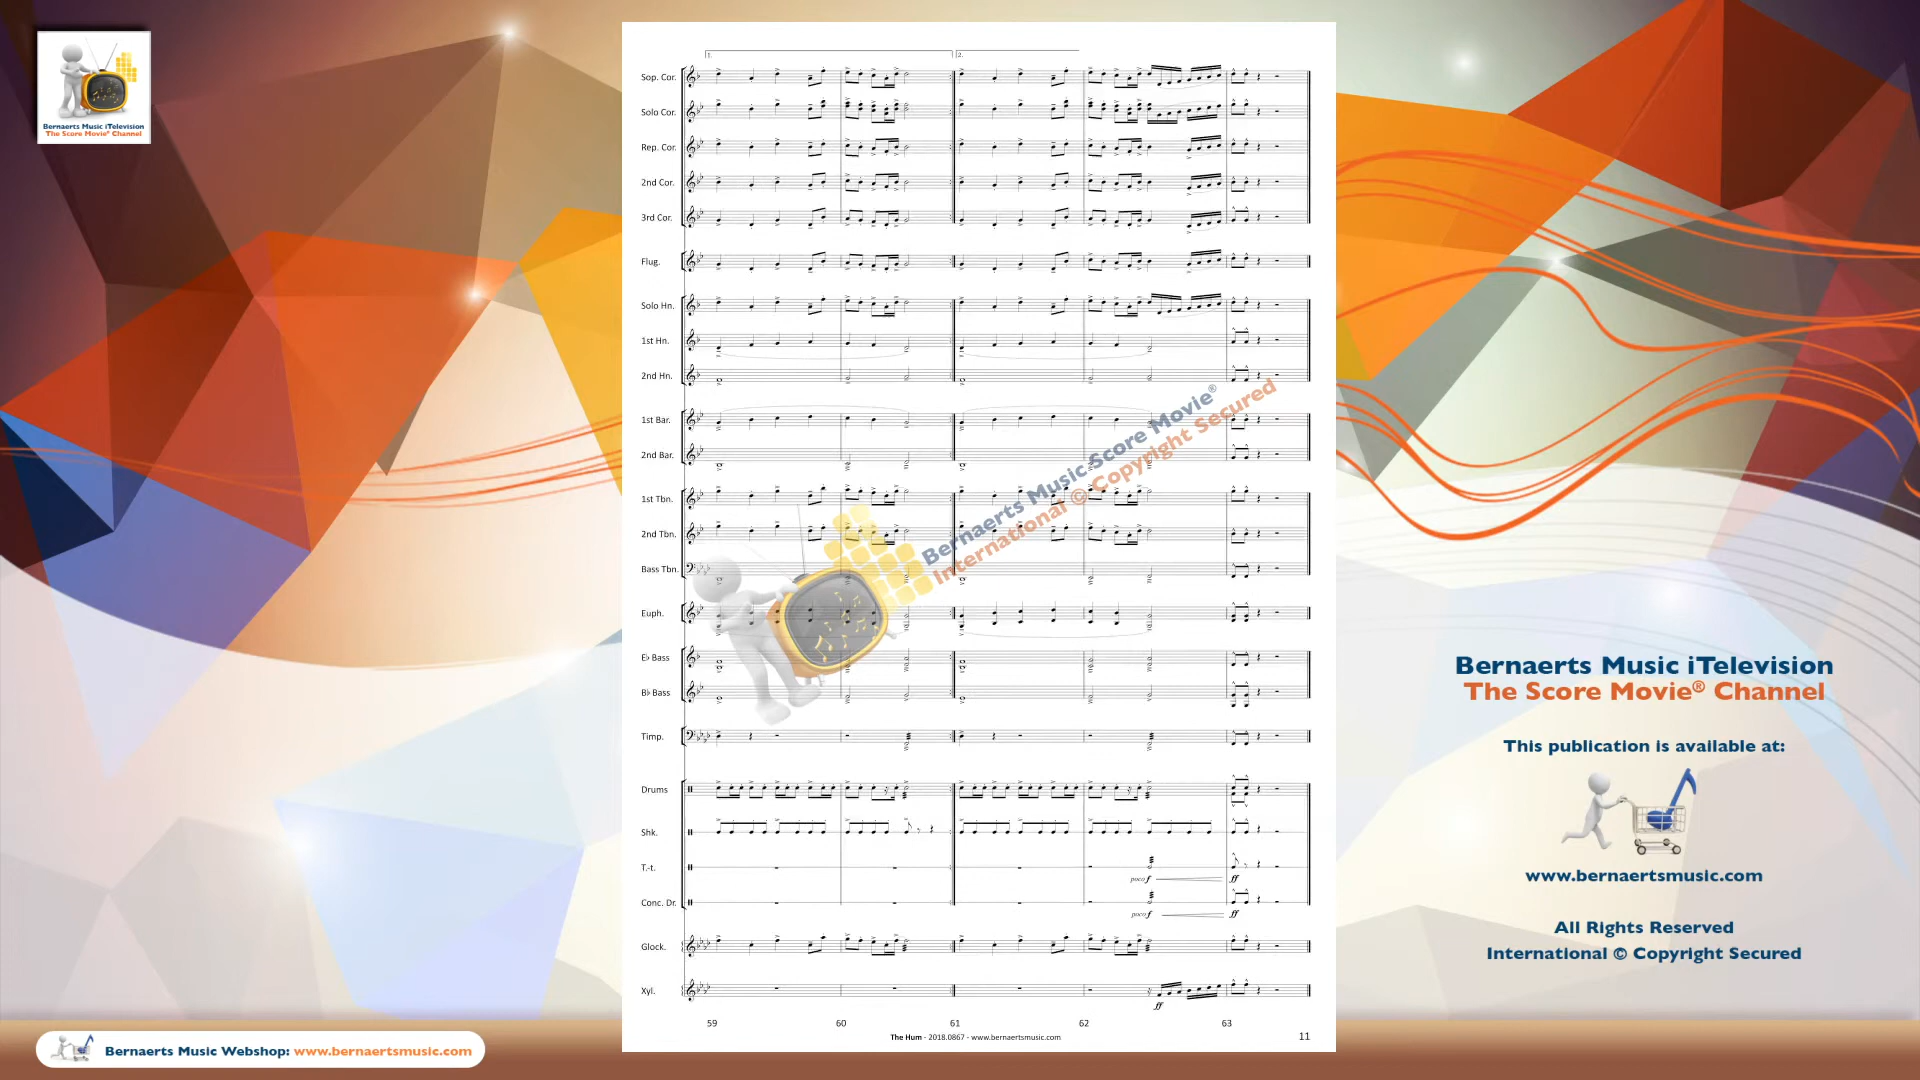 Bernaerts Music iTelevision
The Score Movie® Channel
1.
2.
Sop. Cor.
Solo Cor.
Rep. Cor.
2nd Cor.
3rd Cor.
Flug.
Solo Hn.
1st Hn.
2nd Hn.
1st Bar.
2nd Bar.
1st Tbn.
2nd Tbn.
Bass Tbn.
Euph.
E♭ Bass
B♭ Bass
Timp.
Drums
Shk.
T.-t.
poco f
ff
Conc. Dr.
poco f
ff
Glock.
Xyl.
ff
59 60 61 62 63
The Hum - 2018.0867 - www.bernaertsmusic.com
11
Bernaerts Music Score Movie®
International © Copyright Secured
Bernaerts Music iTelevision
The Score Movie® Channel
This publication is available at:
www.bernaertsmusic.com
All Rights Reserved
International © Copyright Secured
Bernaerts Music Webshop: www.bernaertsmusic.com